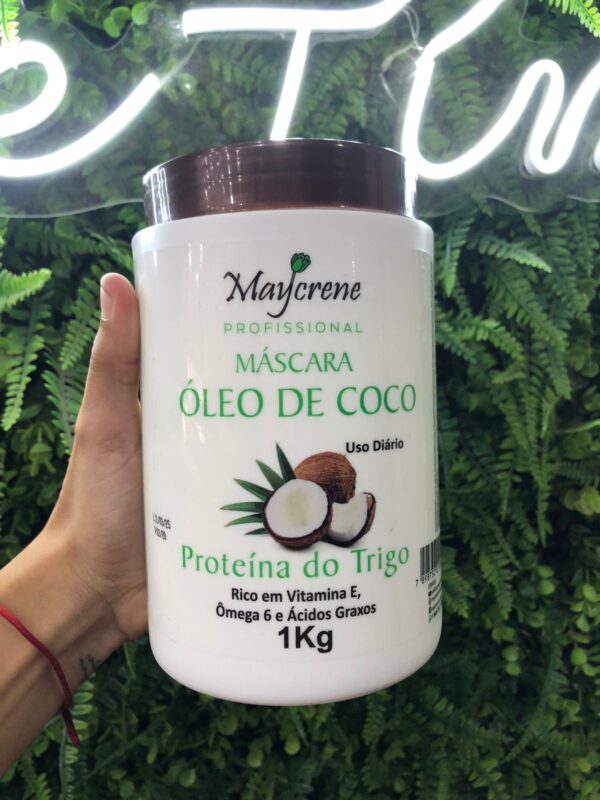 Maycrene
PROFISSIONAL
MÁSCARA
ÓLEO DE COCO
Uso Diário
Proteína do Trigo
Rico em Vitamina E,
Ômega 6 e Ácidos Graxos
1Kg